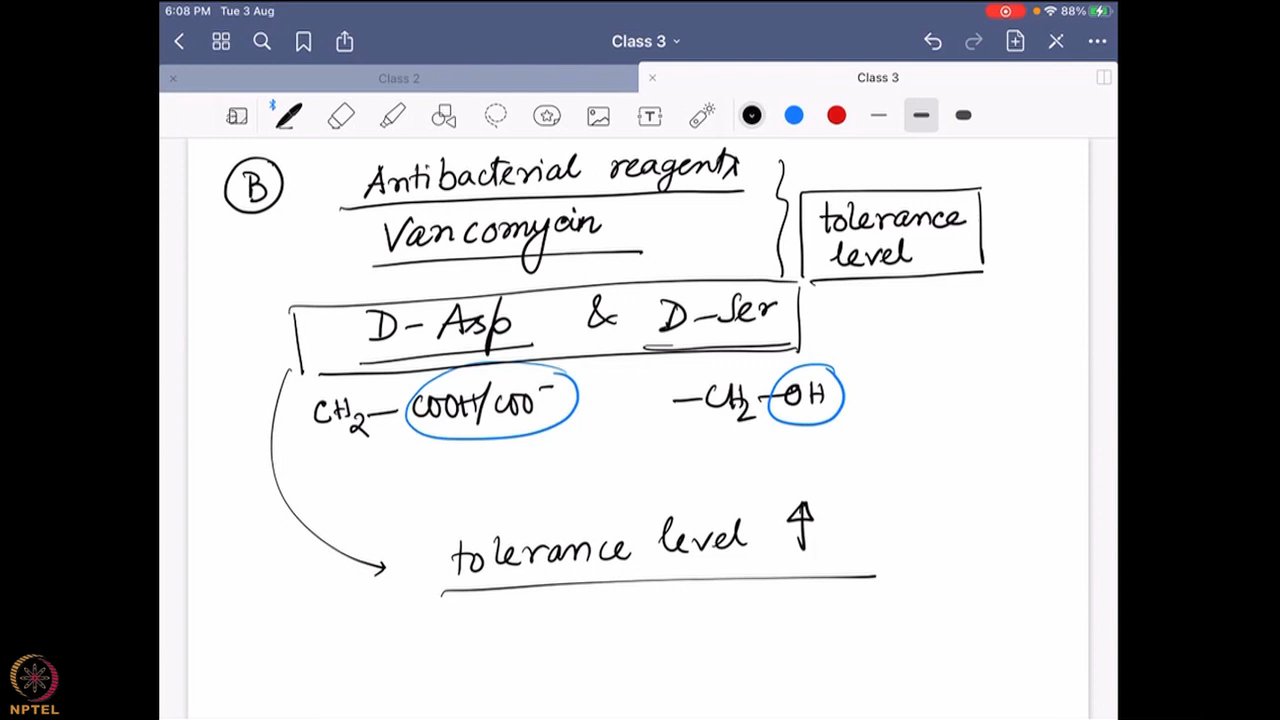 6:08 PM Tue 3 Aug
88%
Class 3
Class 2
Class 3
T
B
Antibacterial reagents
Vancomycin
tolerance
level
D-Asp & D-Ser
CH2-COOH/COO-
-CH2-OH
tolerance level ↑
NPTEL